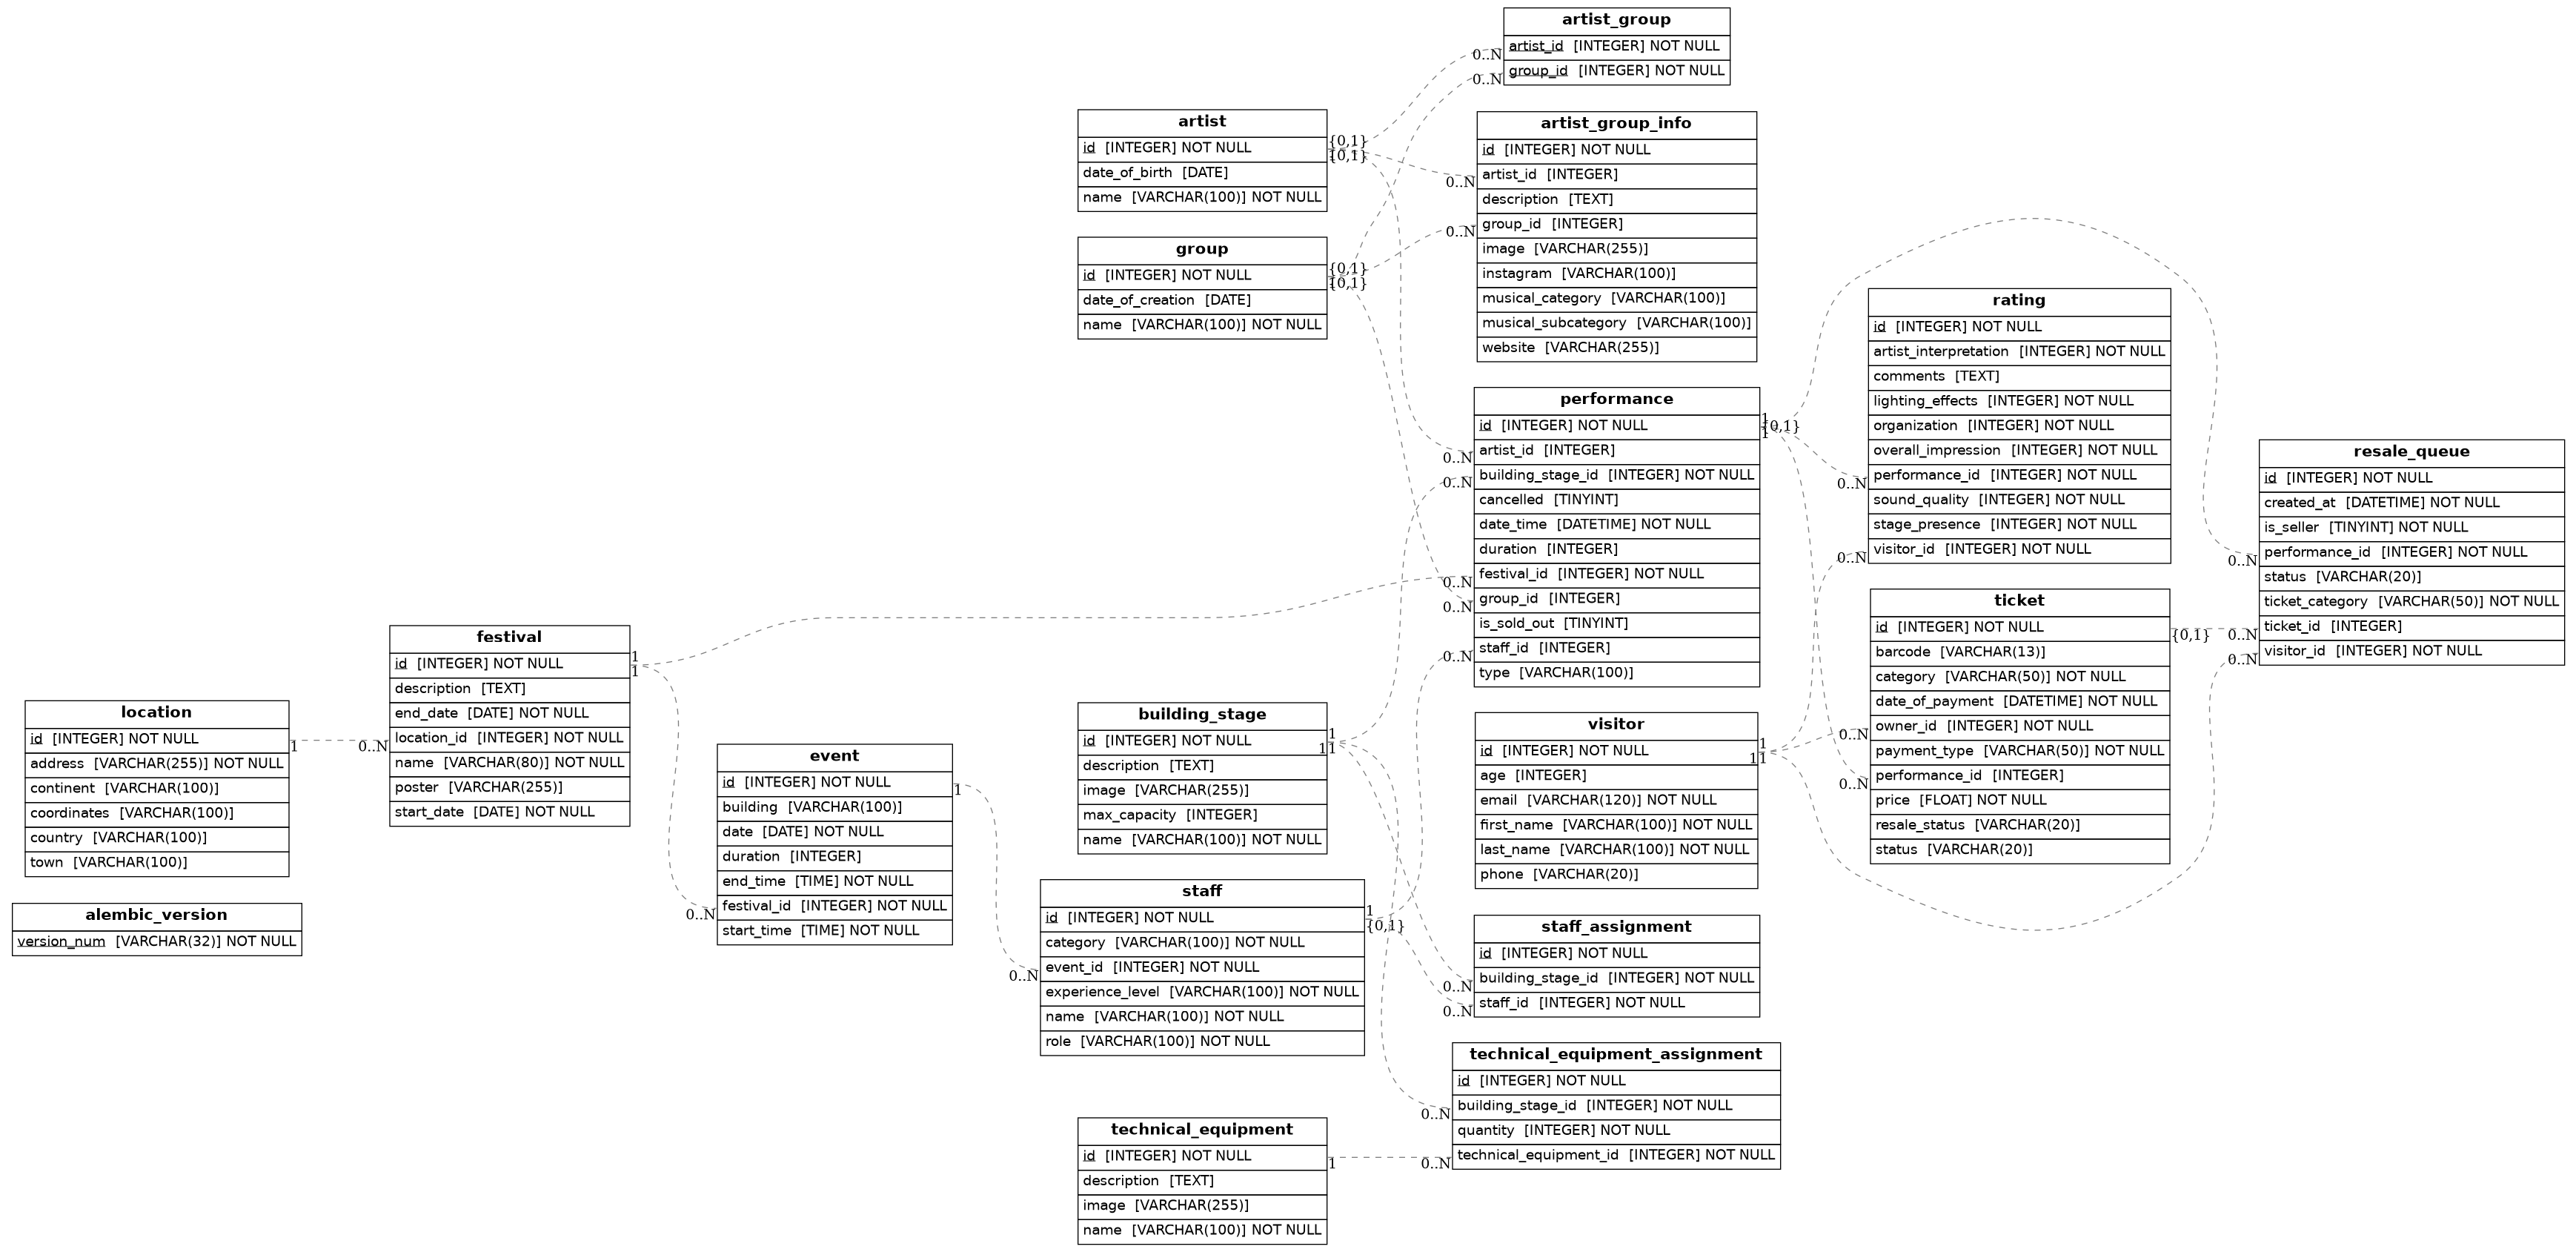 artist_group
artist_id [INTEGER] NOT NULL
group_id [INTEGER] NOT NULL
0..N
0..N
artist
id [INTEGER] NOT NULL
date_of_birth [DATE]
name [VARCHAR(100)] NOT NULL
{0,1}
{0,1}
artist_group_info
id [INTEGER] NOT NULL
artist_id [INTEGER]
description [TEXT]
group_id [INTEGER]
image [VARCHAR(255)]
instagram [VARCHAR(100)]
musical_category [VARCHAR(100)]
musical_subcategory [VARCHAR(100)]
website [VARCHAR(255)]
0..N
0..N
group
id [INTEGER] NOT NULL
date_of_creation [DATE]
name [VARCHAR(100)] NOT NULL
{0,1}
{0,1}
performance
id [INTEGER] NOT NULL
artist_id [INTEGER]
building_stage_id [INTEGER] NOT NULL
cancelled [TINYINT]
date_time [DATETIME] NOT NULL
duration [INTEGER]
festival_id [INTEGER] NOT NULL
group_id [INTEGER]
is_sold_out [TINYINT]
staff_id [INTEGER]
type [VARCHAR(100)]
0..N
0..N
0..N
0..N
0..N
1
{0,1}
1
rating
id [INTEGER] NOT NULL
artist_interpretation [INTEGER] NOT NULL
comments [TEXT]
lighting_effects [INTEGER] NOT NULL
organization [INTEGER] NOT NULL
overall_impression [INTEGER] NOT NULL
performance_id [INTEGER] NOT NULL
sound_quality [INTEGER] NOT NULL
stage_presence [INTEGER] NOT NULL
visitor_id [INTEGER] NOT NULL
0..N
0..N
resale_queue
id [INTEGER] NOT NULL
created_at [DATETIME] NOT NULL
is_seller [TINYINT] NOT NULL
performance_id [INTEGER] NOT NULL
status [VARCHAR(20)]
ticket_category [VARCHAR(50)] NOT NULL
ticket_id [INTEGER]
visitor_id [INTEGER] NOT NULL
0..N
0..N
0..N
ticket
id [INTEGER] NOT NULL
barcode [VARCHAR(13)]
category [VARCHAR(50)] NOT NULL
date_of_payment [DATETIME] NOT NULL
owner_id [INTEGER] NOT NULL
payment_type [VARCHAR(50)] NOT NULL
performance_id [INTEGER]
price [FLOAT] NOT NULL
resale_status [VARCHAR(20)]
status [VARCHAR(20)]
{0,1}
0..N
0..N
festival
id [INTEGER] NOT NULL
description [TEXT]
end_date [DATE] NOT NULL
location_id [INTEGER] NOT NULL
name [VARCHAR(80)] NOT NULL
poster [VARCHAR(255)]
start_date [DATE] NOT NULL
1
1
0..N
location
id [INTEGER] NOT NULL
address [VARCHAR(255)] NOT NULL
continent [VARCHAR(100)]
coordinates [VARCHAR(100)]
country [VARCHAR(100)]
town [VARCHAR(100)]
1
alembic_version
version_num [VARCHAR(32)] NOT NULL
event
id [INTEGER] NOT NULL
building [VARCHAR(100)]
date [DATE] NOT NULL
duration [INTEGER]
end_time [TIME] NOT NULL
festival_id [INTEGER] NOT NULL
start_time [TIME] NOT NULL
1
0..N
building_stage
id [INTEGER] NOT NULL
description [TEXT]
image [VARCHAR(255)]
max_capacity [INTEGER]
name [VARCHAR(100)] NOT NULL
1
1
1
visitor
id [INTEGER] NOT NULL
age [INTEGER]
email [VARCHAR(120)] NOT NULL
first_name [VARCHAR(100)] NOT NULL
last_name [VARCHAR(100)] NOT NULL
phone [VARCHAR(20)]
1
1
1
staff
id [INTEGER] NOT NULL
category [VARCHAR(100)] NOT NULL
event_id [INTEGER] NOT NULL
experience_level [VARCHAR(100)] NOT NULL
name [VARCHAR(100)] NOT NULL
role [VARCHAR(100)] NOT NULL
1
{0,1}
0..N
staff_assignment
id [INTEGER] NOT NULL
building_stage_id [INTEGER] NOT NULL
staff_id [INTEGER] NOT NULL
0..N
0..N
technical_equipment_assignment
id [INTEGER] NOT NULL
building_stage_id [INTEGER] NOT NULL
quantity [INTEGER] NOT NULL
technical_equipment_id [INTEGER] NOT NULL
0..N
0..N
technical_equipment
id [INTEGER] NOT NULL
description [TEXT]
image [VARCHAR(255)]
name [VARCHAR(100)] NOT NULL
1